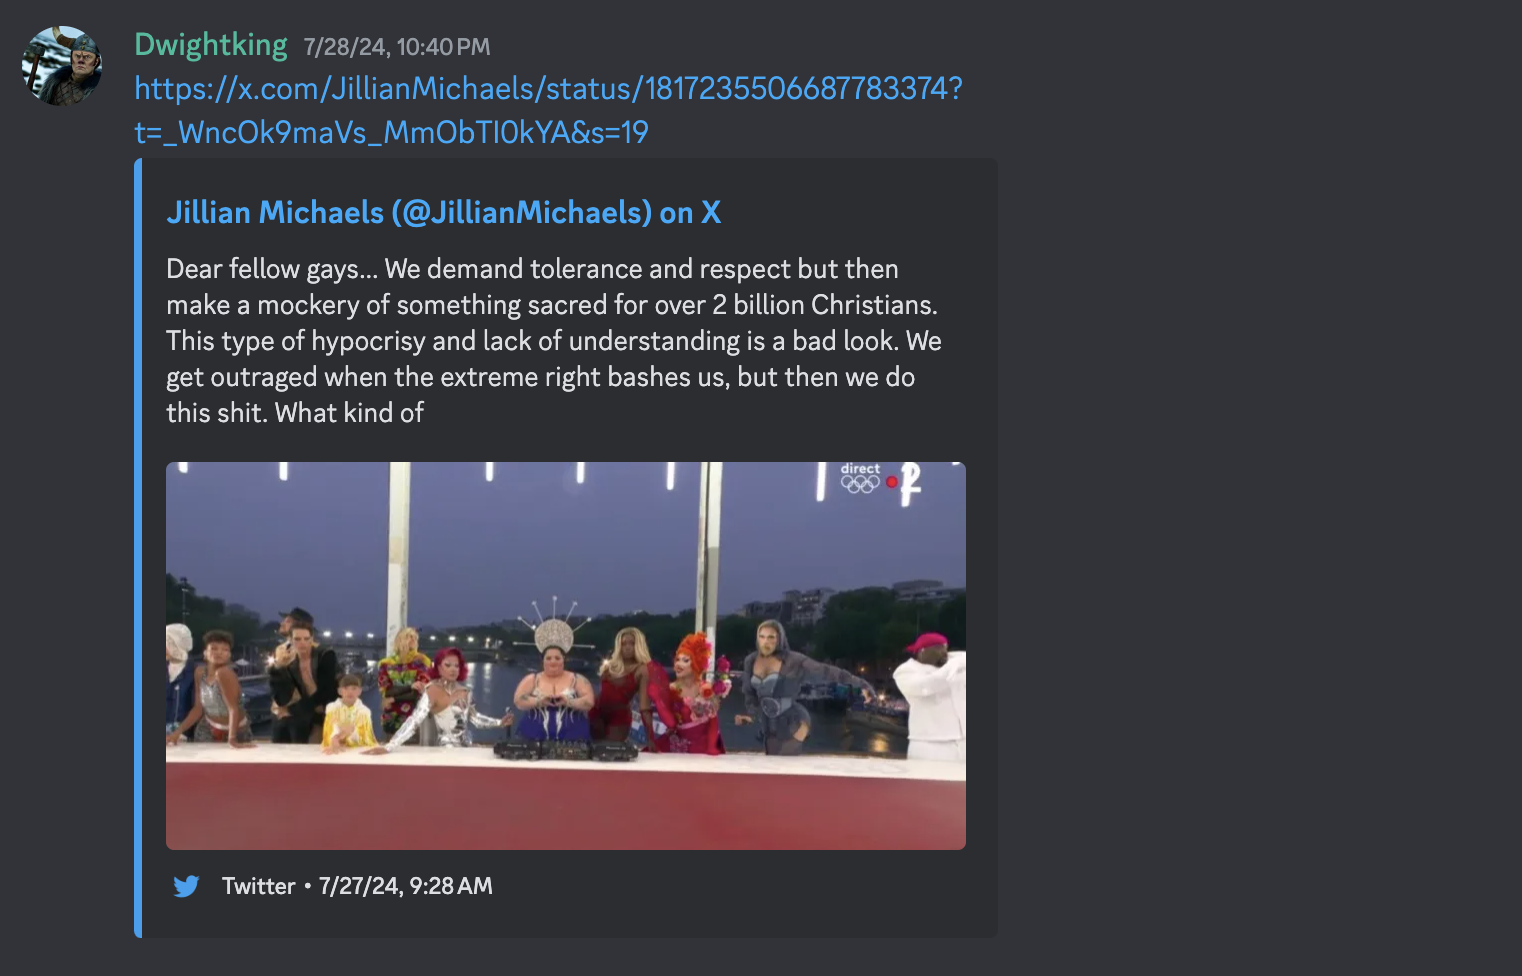 Dwightking 7/28/24, 10:40 PM
https://x.com/JillianMichaels/status/1817235506687783374?
t=_WncOk9maVs_MmObTI0kYA&s=19
Jillian Michaels (@JillianMichaels) on X
Dear fellow gays... We demand tolerance and respect but then
make a mockery of something sacred for over 2 billion Christians.
This type of hypocrisy and lack of understanding is a bad look. We
get outraged when the extreme right bashes us, but then we do
this shit. What kind of
direct
2
Twitter • 7/27/24, 9:28 AM